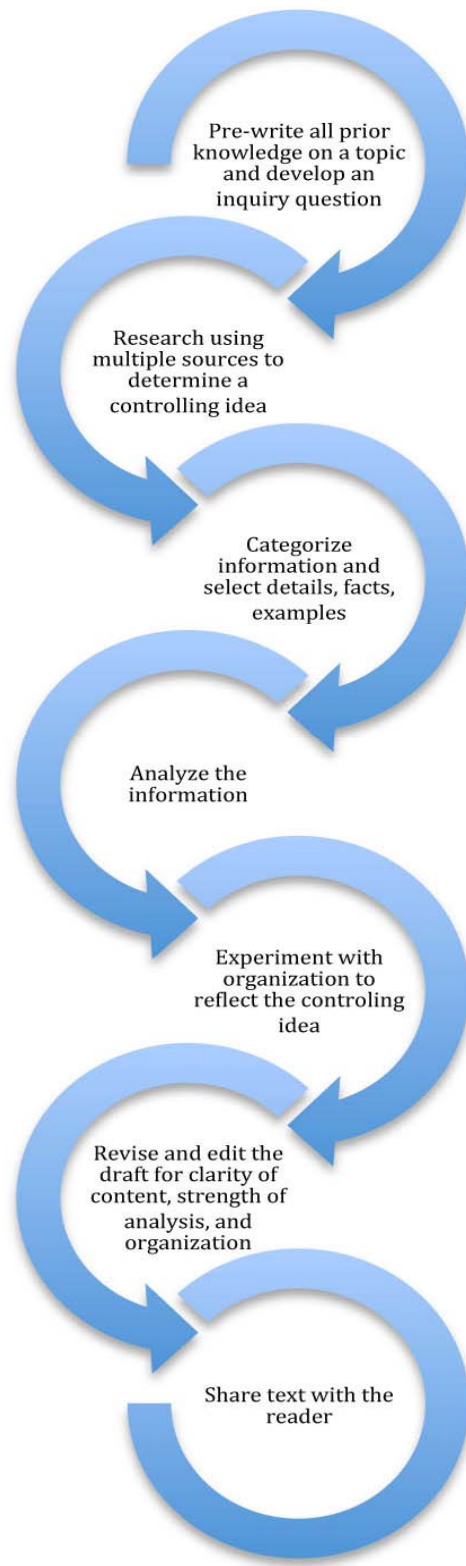 Pre-write all prior
knowledge on a topic
and develop an
inquiry question
Research using
multiple sources to
determine a
controlling idea
Categorize
information and
select details, facts,
examples
Analyze the
information
Experiment with
organization to
reflect the controling
idea
Revise and edit the
draft for clarity of
content, strength of
analysis, and
organization
Share text with the
reader